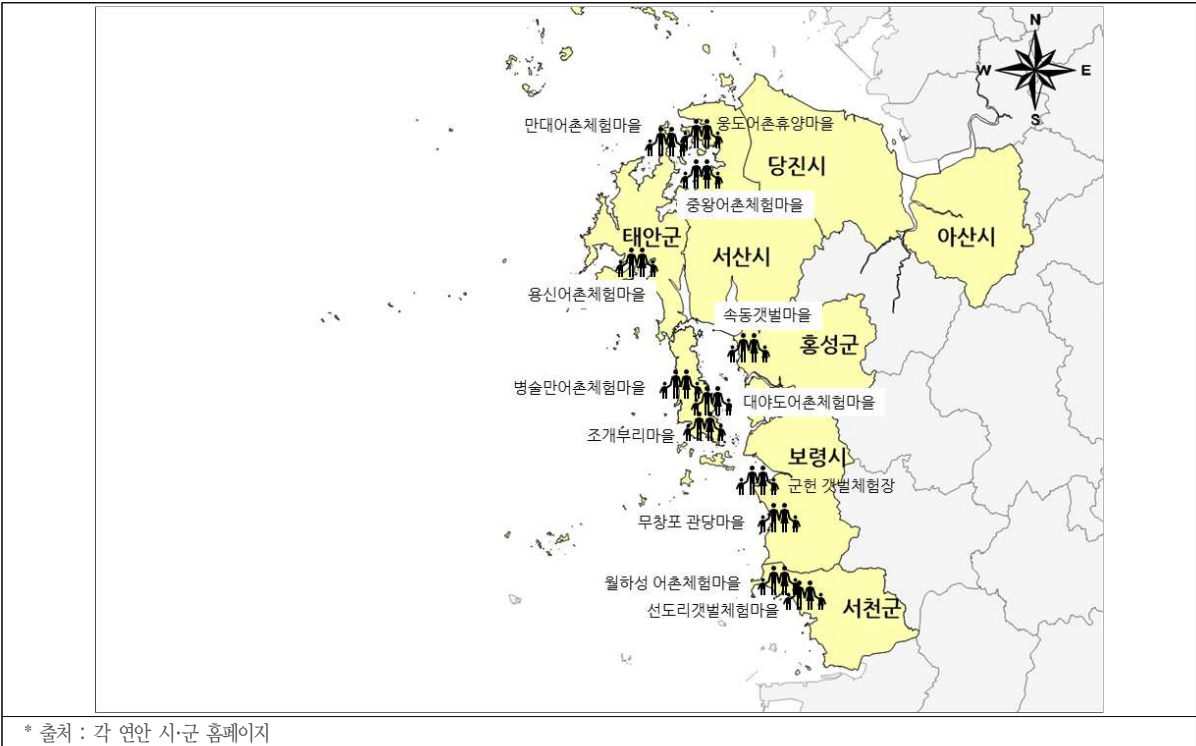 N
W
E
S
만대어촌체험마을
웅도어촌휴양마을
당진시
중왕어촌체험마을
아산시
태안군
서산시
용신어촌체험마을
속동갯벌마을
홍성군
병술만어촌체험마을
대야도어촌체험마을
조개부리마을
보령시
군헌 갯벌체험장
무창포 관당마을
월하성 어촌체험마을
선도리갯벌체험마을
서천군
* 출처 : 각 연안 시·군 홈페이지